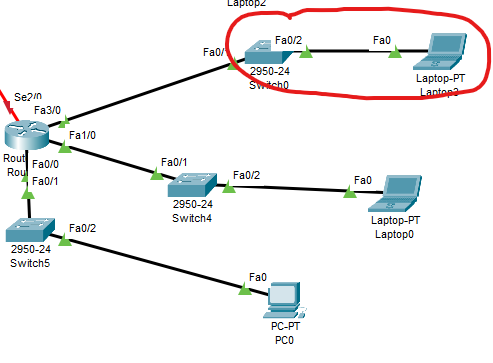 Laptop2
Fa0/2
Fa0
Fa0/
2950-24
Switch0
Laptop-PT
Se2/0
Fa3/0
Fa1/0
Rout
Rou
Fa0/0
Fa0/1
Fa0/1
Fa0/2
Fa0
2950-24
Switch4
Laptop-PT
Laptop0
Fa0/2
2950-24
Switch5
Fa0
PC-PT
PC0